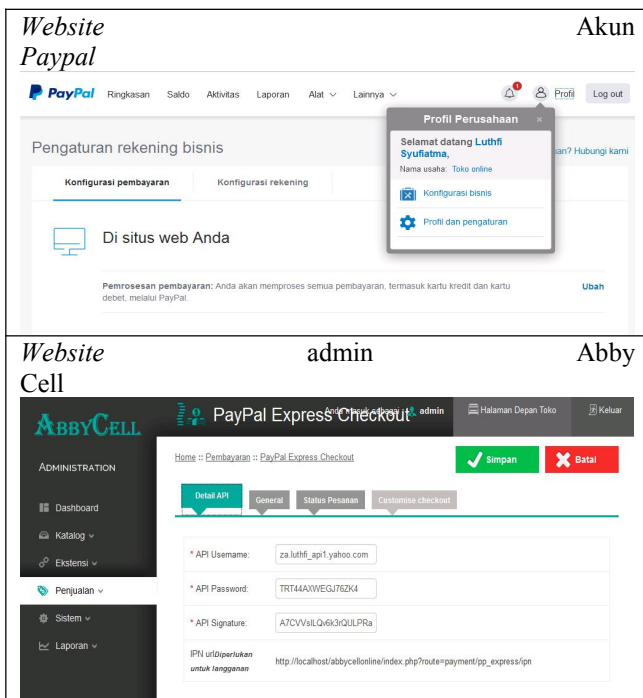 Website Akun
Paypal
PayPal Ringkasan Saldo Aktivitas Laporan Alat Lainnya 1 Profil Log out
Profil Perusahaan ×
Pengaturan rekening bisnis
Selamat datang Luthfi
Syufiatma,
an? Hubungi kami
Nama usaha: Toko online
Konfigurasi pembayaran Konfigurasi rekening
Konfigurasi bisnis
Profil dan pengaturan
Di situs web Anda
Pemrosesan pembayaran: Anda akan memproses semua pembayaran, termasuk kartu kredit dan kartu Ubah
debet, melalui PayPal.
Website admin Abby
Cell
ABBYCELL
PayPal Express Checkout Anda masuk sebagai admin Halaman Depan Toko Keluar
ADMINISTRATION
Home :: Pembayaran :: PayPal Express Checkout Simpan Batal
Detail API General Status Pesanan Customise checkout
Dashboard
Katalog
Ekstensi
Penjualan
Sistem
Laporan
* API Username: za.luthfi_api1.yahoo.com
* API Password: TRT44AXWEGJ76ZK4
* API Signature: A7CVVsILQv6k3rQULPRa
IPN urlDiperlukan
untuk langganan
http://localhost/abbycellonline/index.php?route=payment/pp_express/ipn